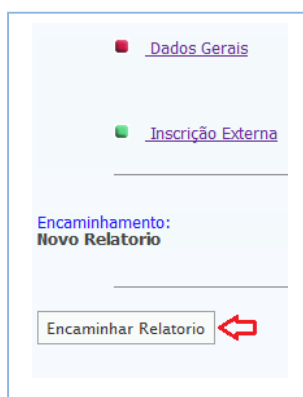 Dados Gerais
Inscrição Externa
Encaminhamento:
Novo Relatorio
Encaminhar Relatorio